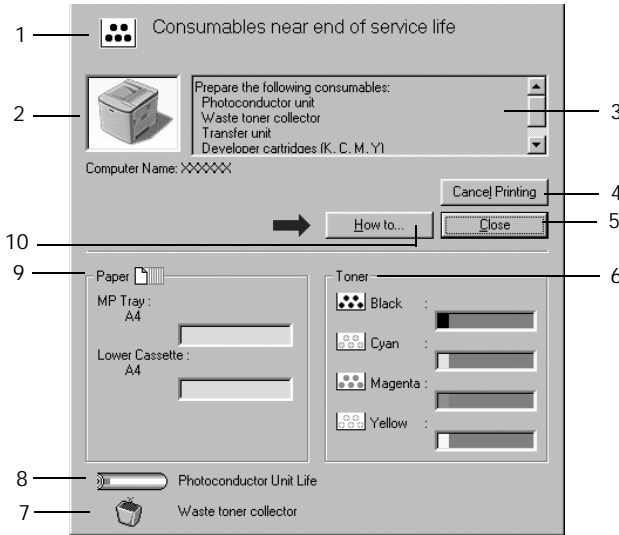 1
Consumables near end of service life
2
Prepare the following consumables:
Photoconductor unit
Waste toner collector
Transfer unit
Developer cartridges (K, C, M, Y)
3
Computer Name: XXXXXX
Cancel Printing
4
How to...
Close
5
10
9
Paper
Toner
6
MP Tray :
A4
Lower Cassette :
A4
Black :
Cyan :
Magenta :
Yellow :
8
Photoconductor Unit Life
7
Waste toner collector